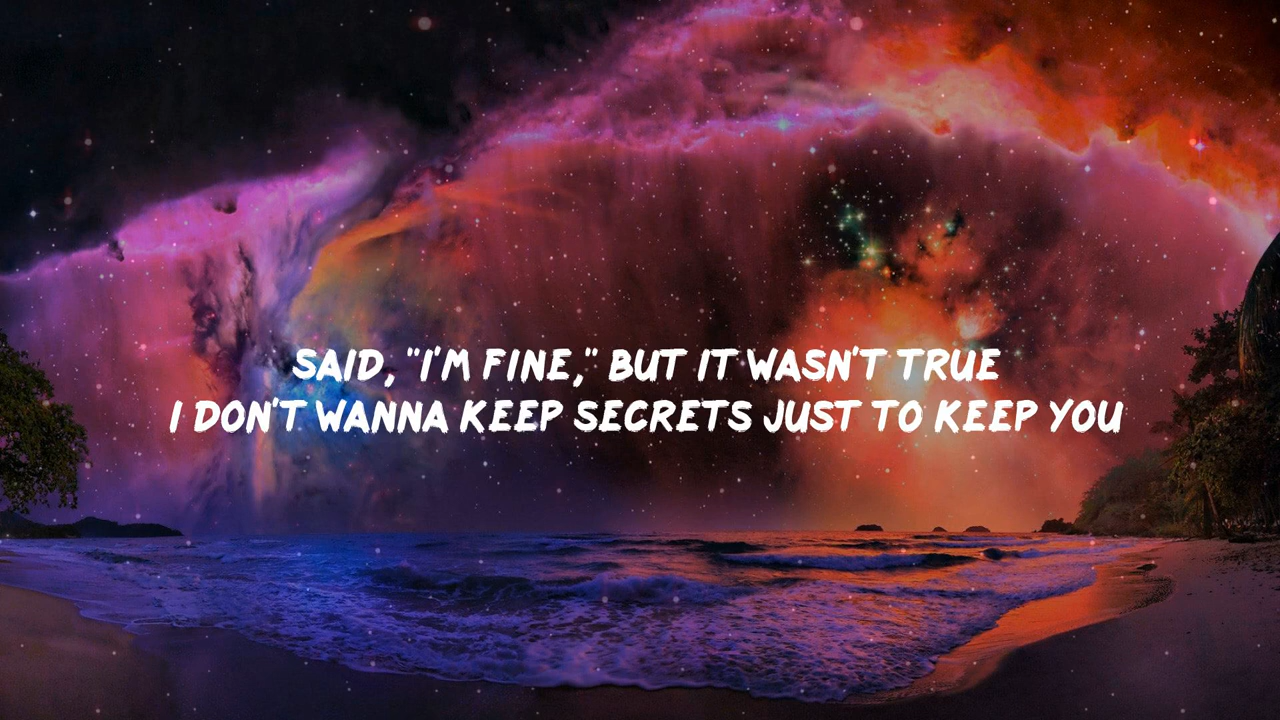 SAID, "I'M FINE," BUT IT WASN'T TRUE
I DON'T WANNA KEEP SECRETS JUST TO KEEP YOU